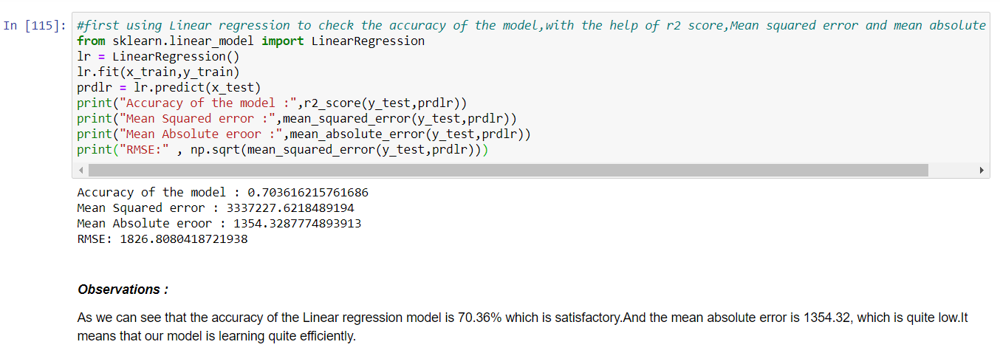 In [115]: #first using Linear regression to check the accuracy of the model,with the help of r2 score,Mean squared error and mean absolute
from sklearn.linear_model import LinearRegression
lr = LinearRegression()
lr.fit(x_train,y_train)
prdlr = lr.predict(x_test)
print("Accuracy of the model :",r2_score(y_test,prdlr))
print("Mean Squared error :",mean_squared_error(y_test,prdlr))
print("Mean Absolute eroor :",mean_absolute_error(y_test,prdlr))
print("RMSE:" , np.sqrt(mean_squared_error(y_test,prdlr)))
Accuracy of the model : 0.703616215761686
Mean Squared error : 3337227.6218489194
Mean Absolute eroor : 1354.3287774893913
RMSE: 1826.8080418721938
Observations :
As we can see that the accuracy of the Linear regression model is 70.36% which is satisfactory.And the mean absolute error is 1354.32, which is quite low.It
means that our model is learning quite efficiently.